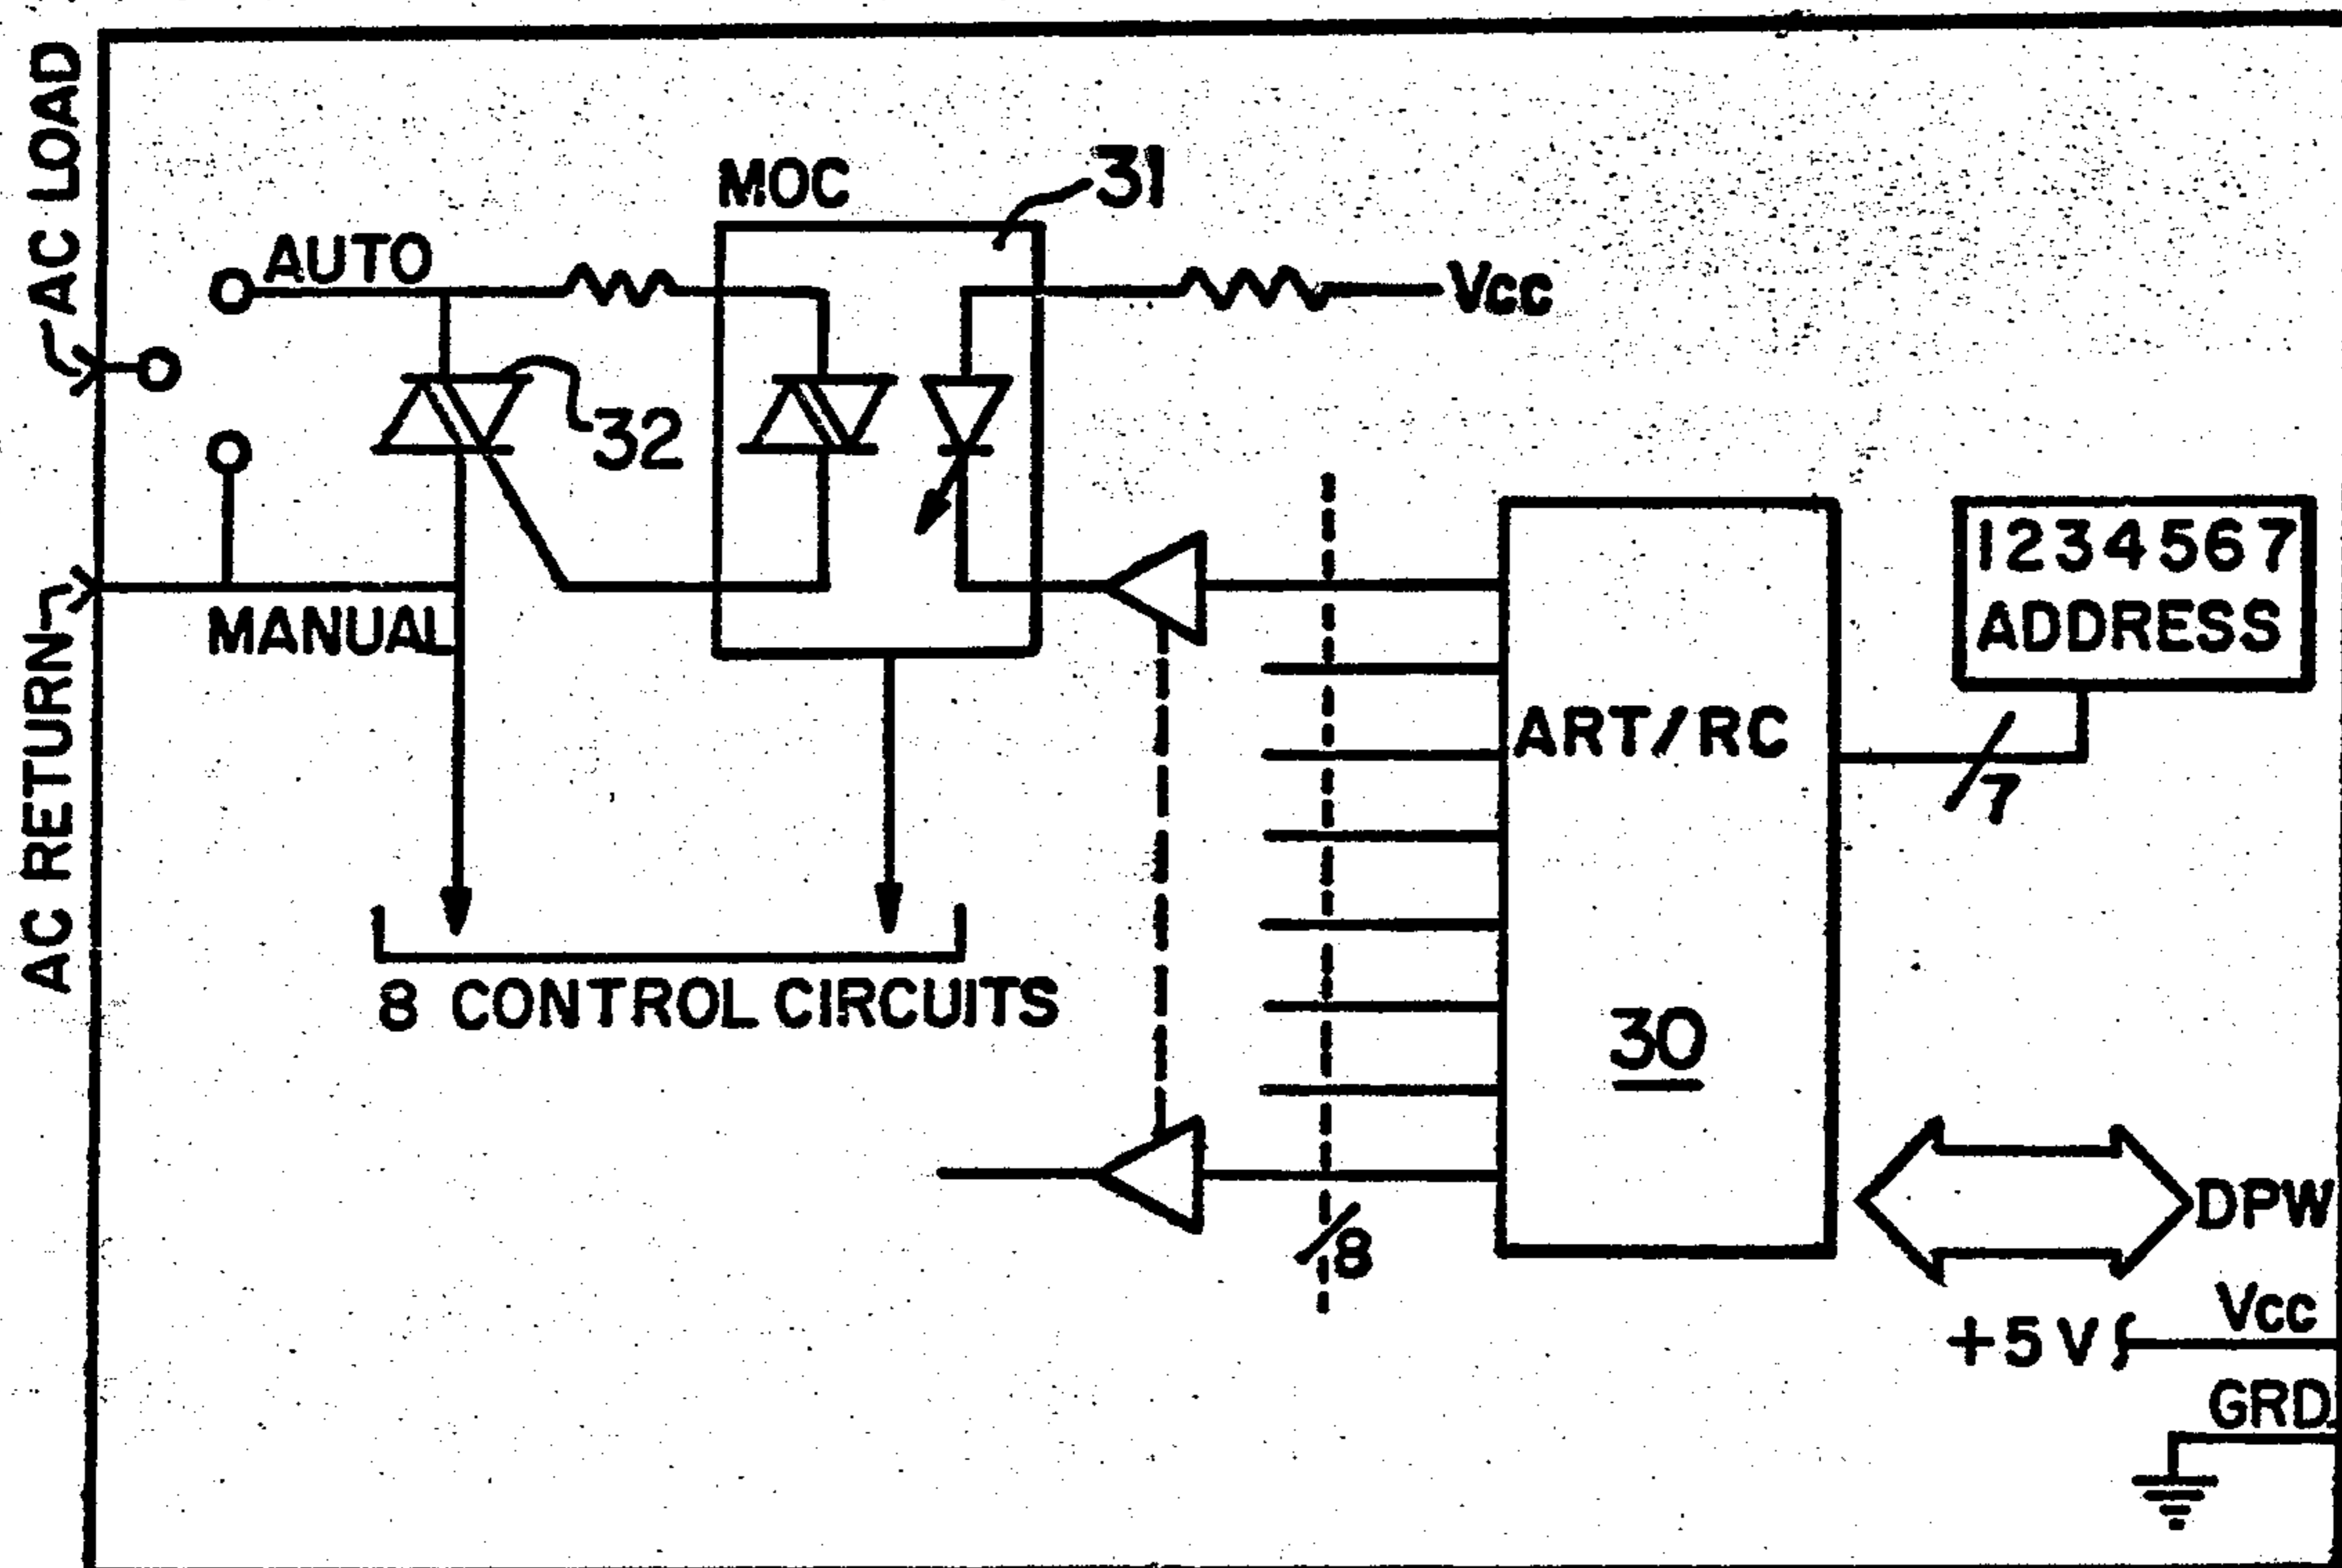 AC LOAD
MOC
31
AUTO
Vcc
32
1234567
ADDRESS
MANUAL
ART/RC
7
AC RETURN
8 CONTROL CIRCUITS
30
DPW
8
Vcc
+5V
GRD